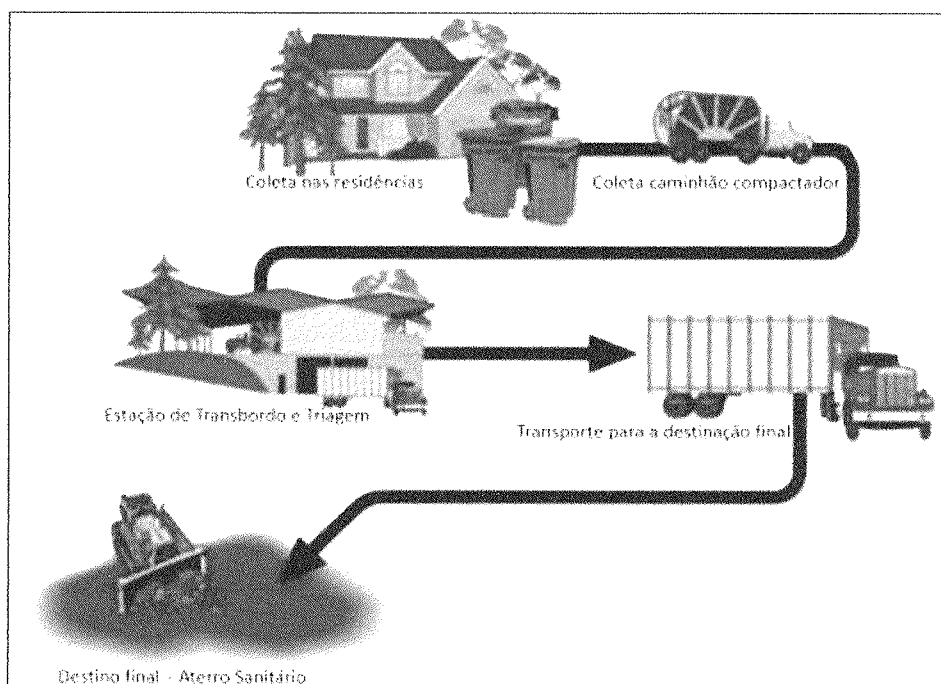 Coleta nas residências
Coleta caminhão compactador
Estação de Transbordo e Triagem
Transporte para a destinação final
Destino final - Aterro Sanitário